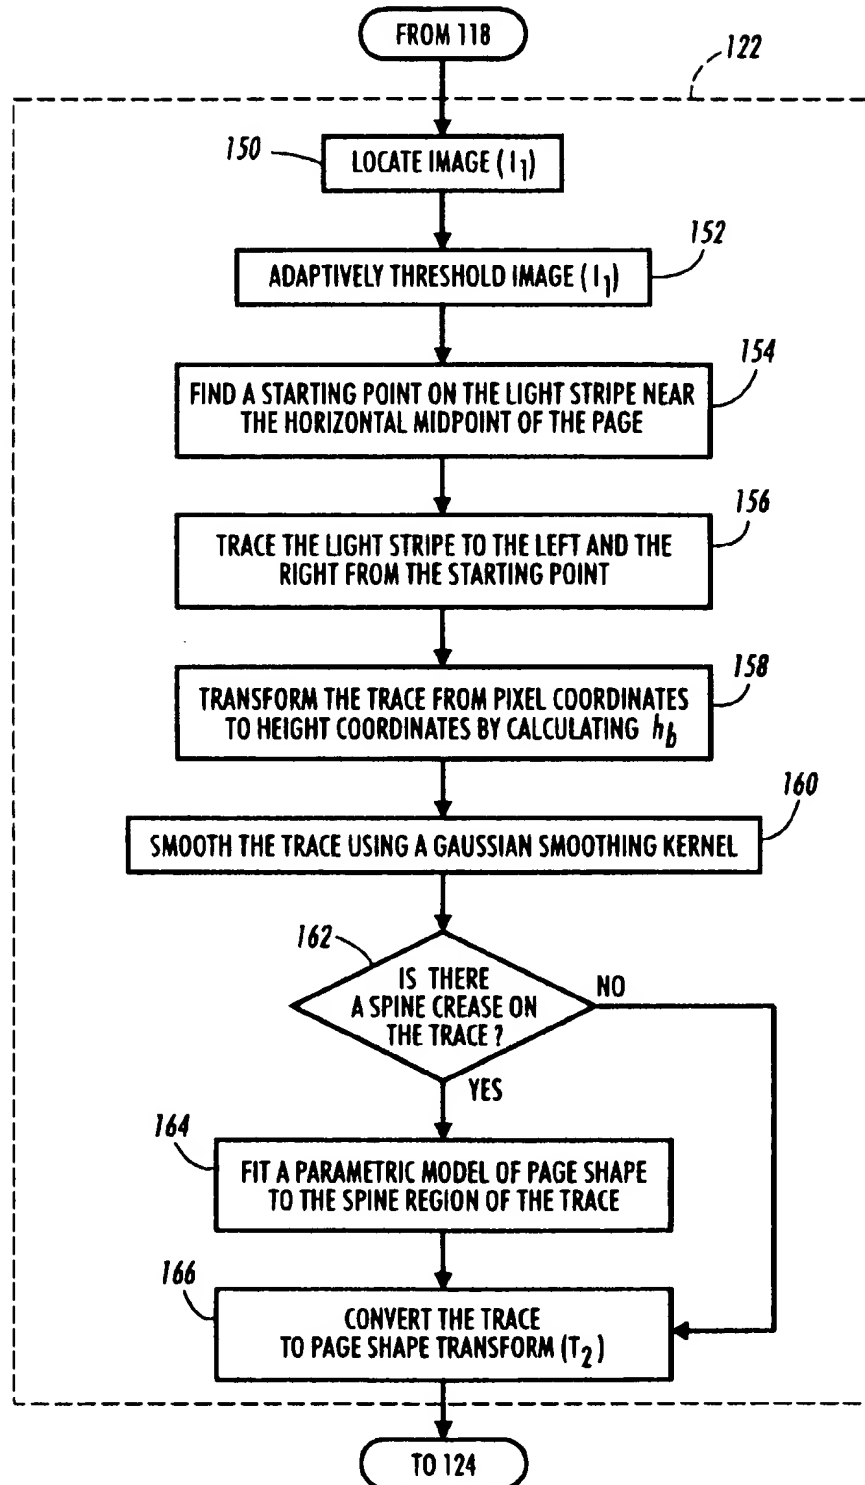 FROM 118
122
150
LOCATE IMAGE (I1)
152
ADAPTIVELY THRESHOLD IMAGE (I1)
154
FIND A STARTING POINT ON THE LIGHT STRIPE NEAR
THE HORIZONTAL MIDPOINT OF THE PAGE
156
TRACE THE LIGHT STRIPE TO THE LEFT AND THE
RIGHT FROM THE STARTING POINT
158
TRANSFORM THE TRACE FROM PIXEL COORDINATES
TO HEIGHT COORDINATES BY CALCULATING hb
160
SMOOTH THE TRACE USING A GAUSSIAN SMOOTHING KERNEL
162
IS THERE
A SPINE CREASE ON
THE TRACE ?
NO
YES
164
FIT A PARAMETRIC MODEL OF PAGE SHAPE
TO THE SPINE REGION OF THE TRACE
166
CONVERT THE TRACE
TO PAGE SHAPE TRANSFORM (T2)
TO 124